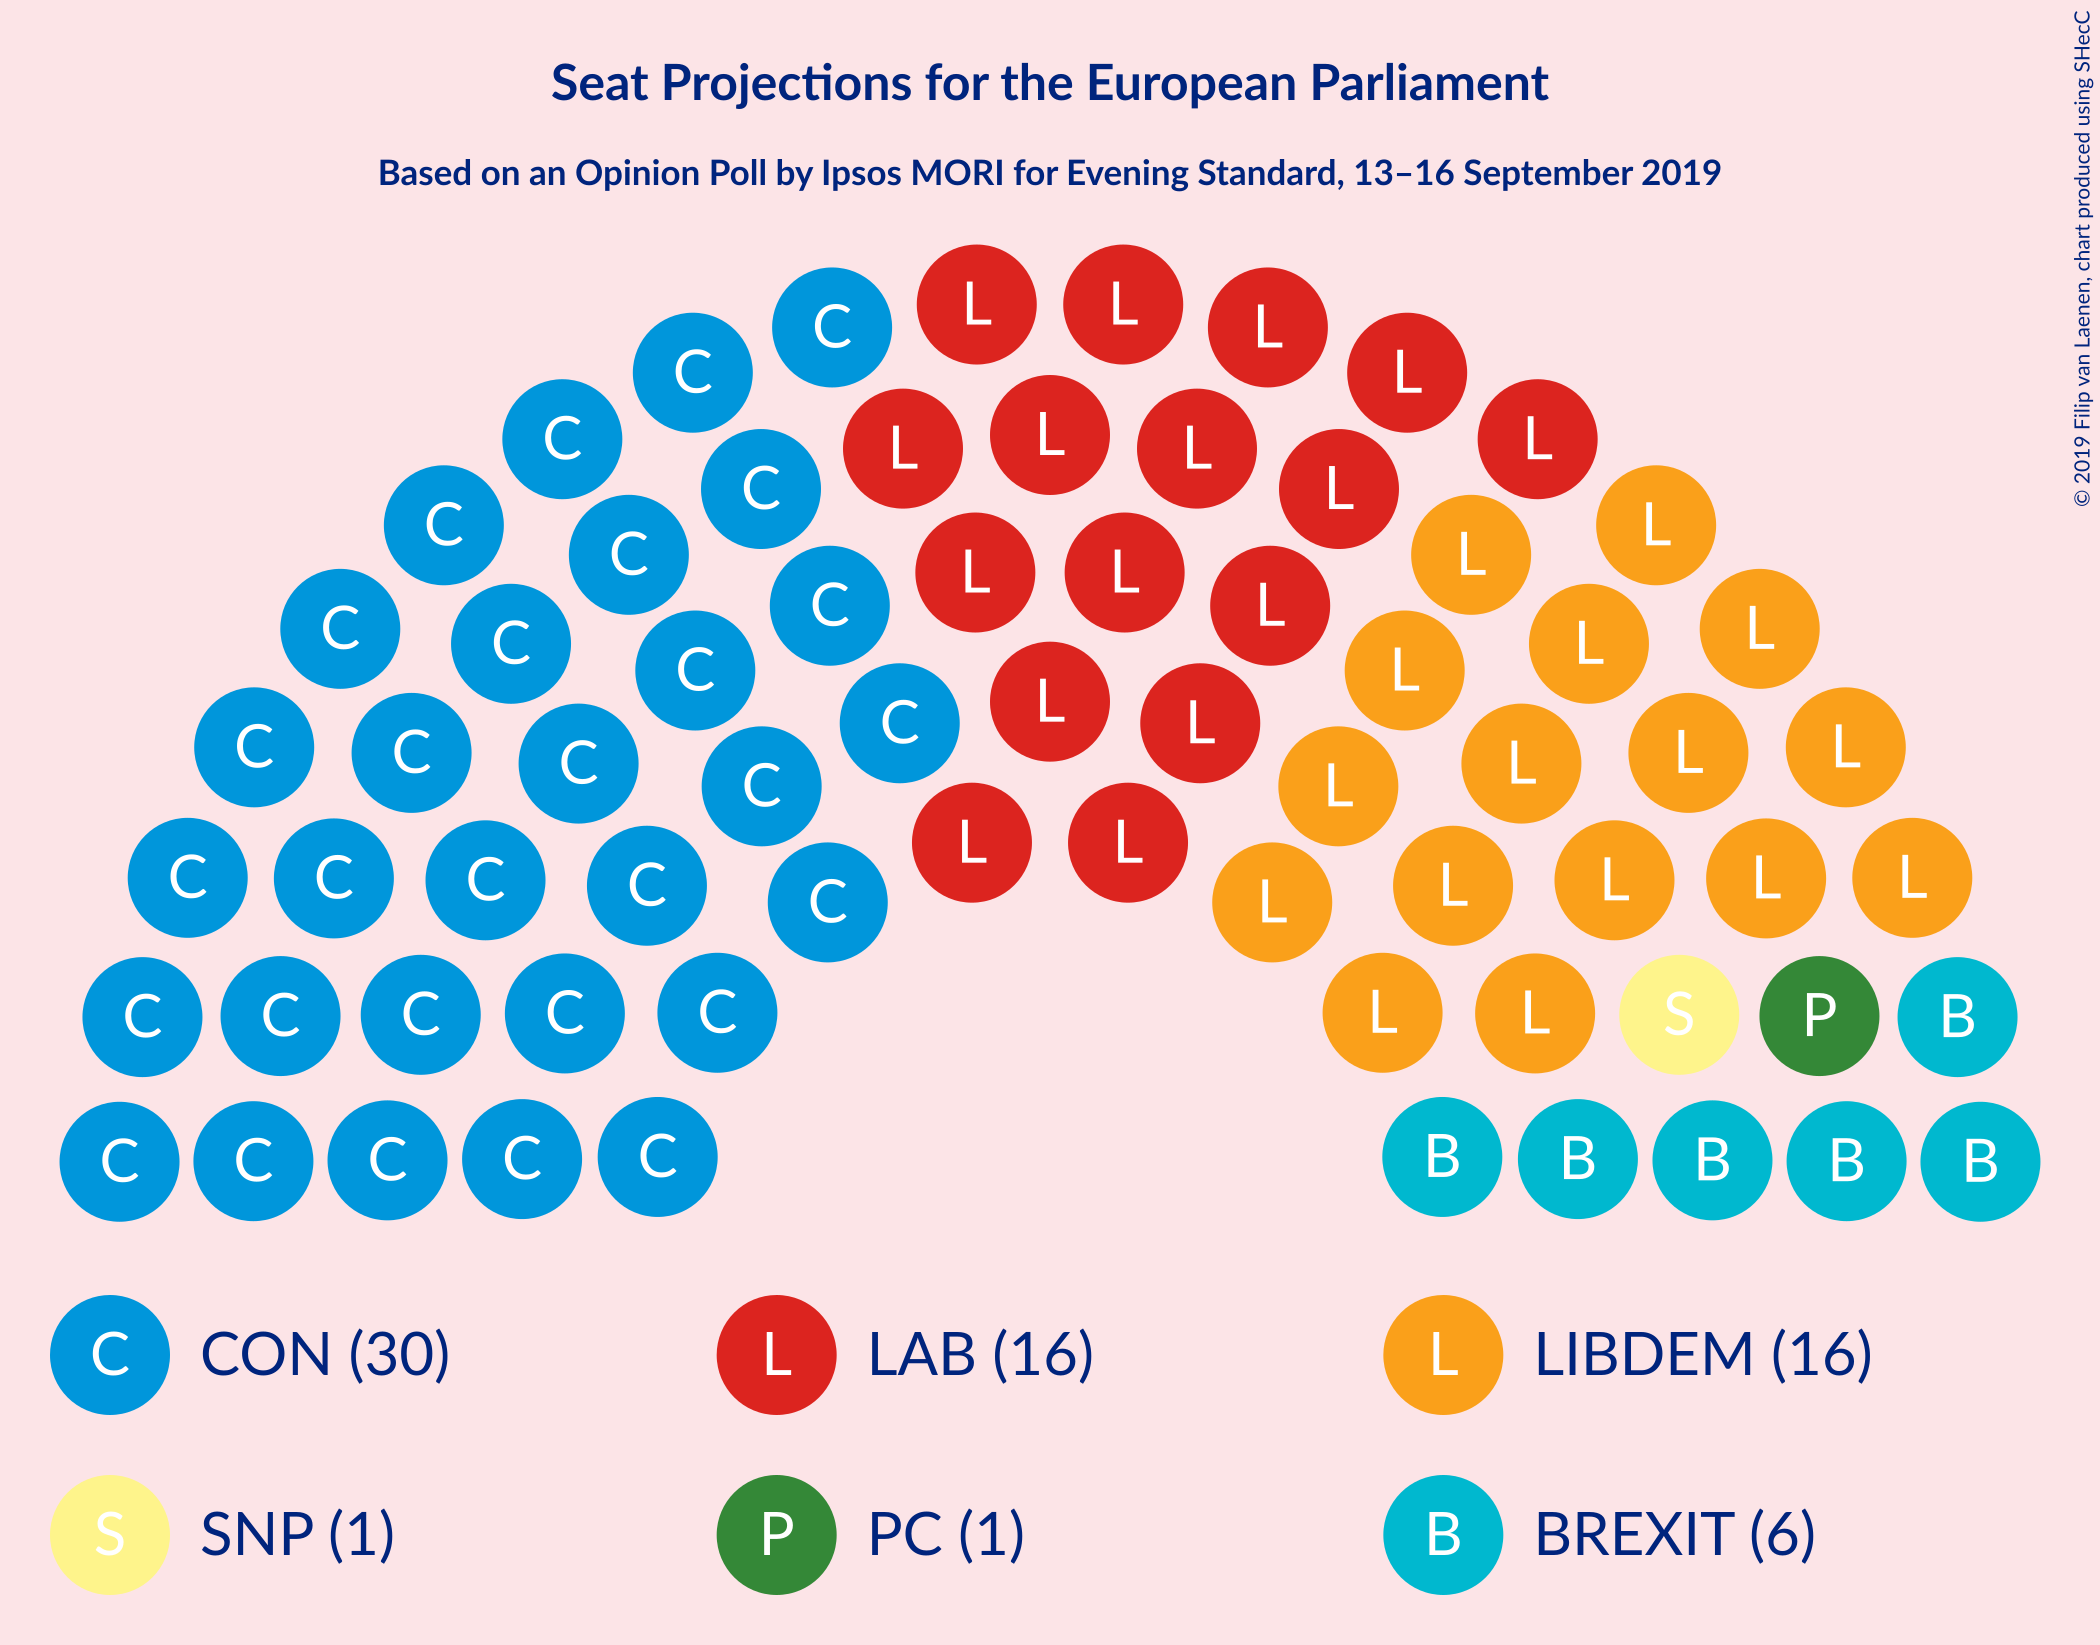 Seat Projections for the European Parliament
Based on an Opinion Poll by Ipsos MORI for Evening Standard, 13–16 September 2019
© 2019 Filip van Laenen, chart produced using SHecC
L L
C L
C L
L
C L
L L
C L
C L
C L
L L
C L
C L
C L
C L
L
C L
C L
C L
C L
C L
C L
L L
C L
C L
C L
C L
C L
C L
C L
C C C L S P
C B
C C C C C B B B B B
C CON (30) L LAB (16) L LIBDEM (16)
S SNP (1) P PC (1) B BREXIT (6)